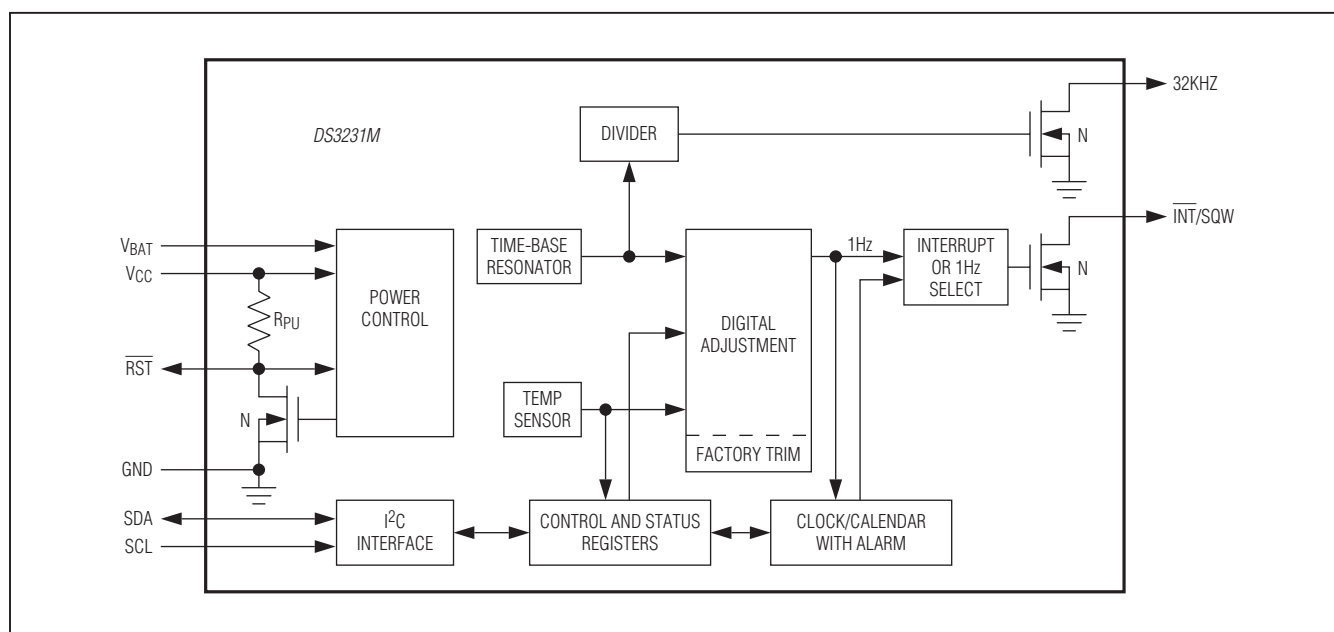 32KHZ
DS3231M
DIVIDER
N
INT/SQW
VBAT
TIME-BASE
RESONATOR
1Hz
INTERRUPT
OR 1Hz
SELECT
N
VCC
POWER
CONTROL
RPU
DIGITAL
ADJUSTMENT
RST
TEMP
SENSOR
N
FACTORY TRIM
GND
SDA
I²C
INTERFACE
CONTROL AND STATUS
REGISTERS
CLOCK/CALENDAR
WITH ALARM
SCL